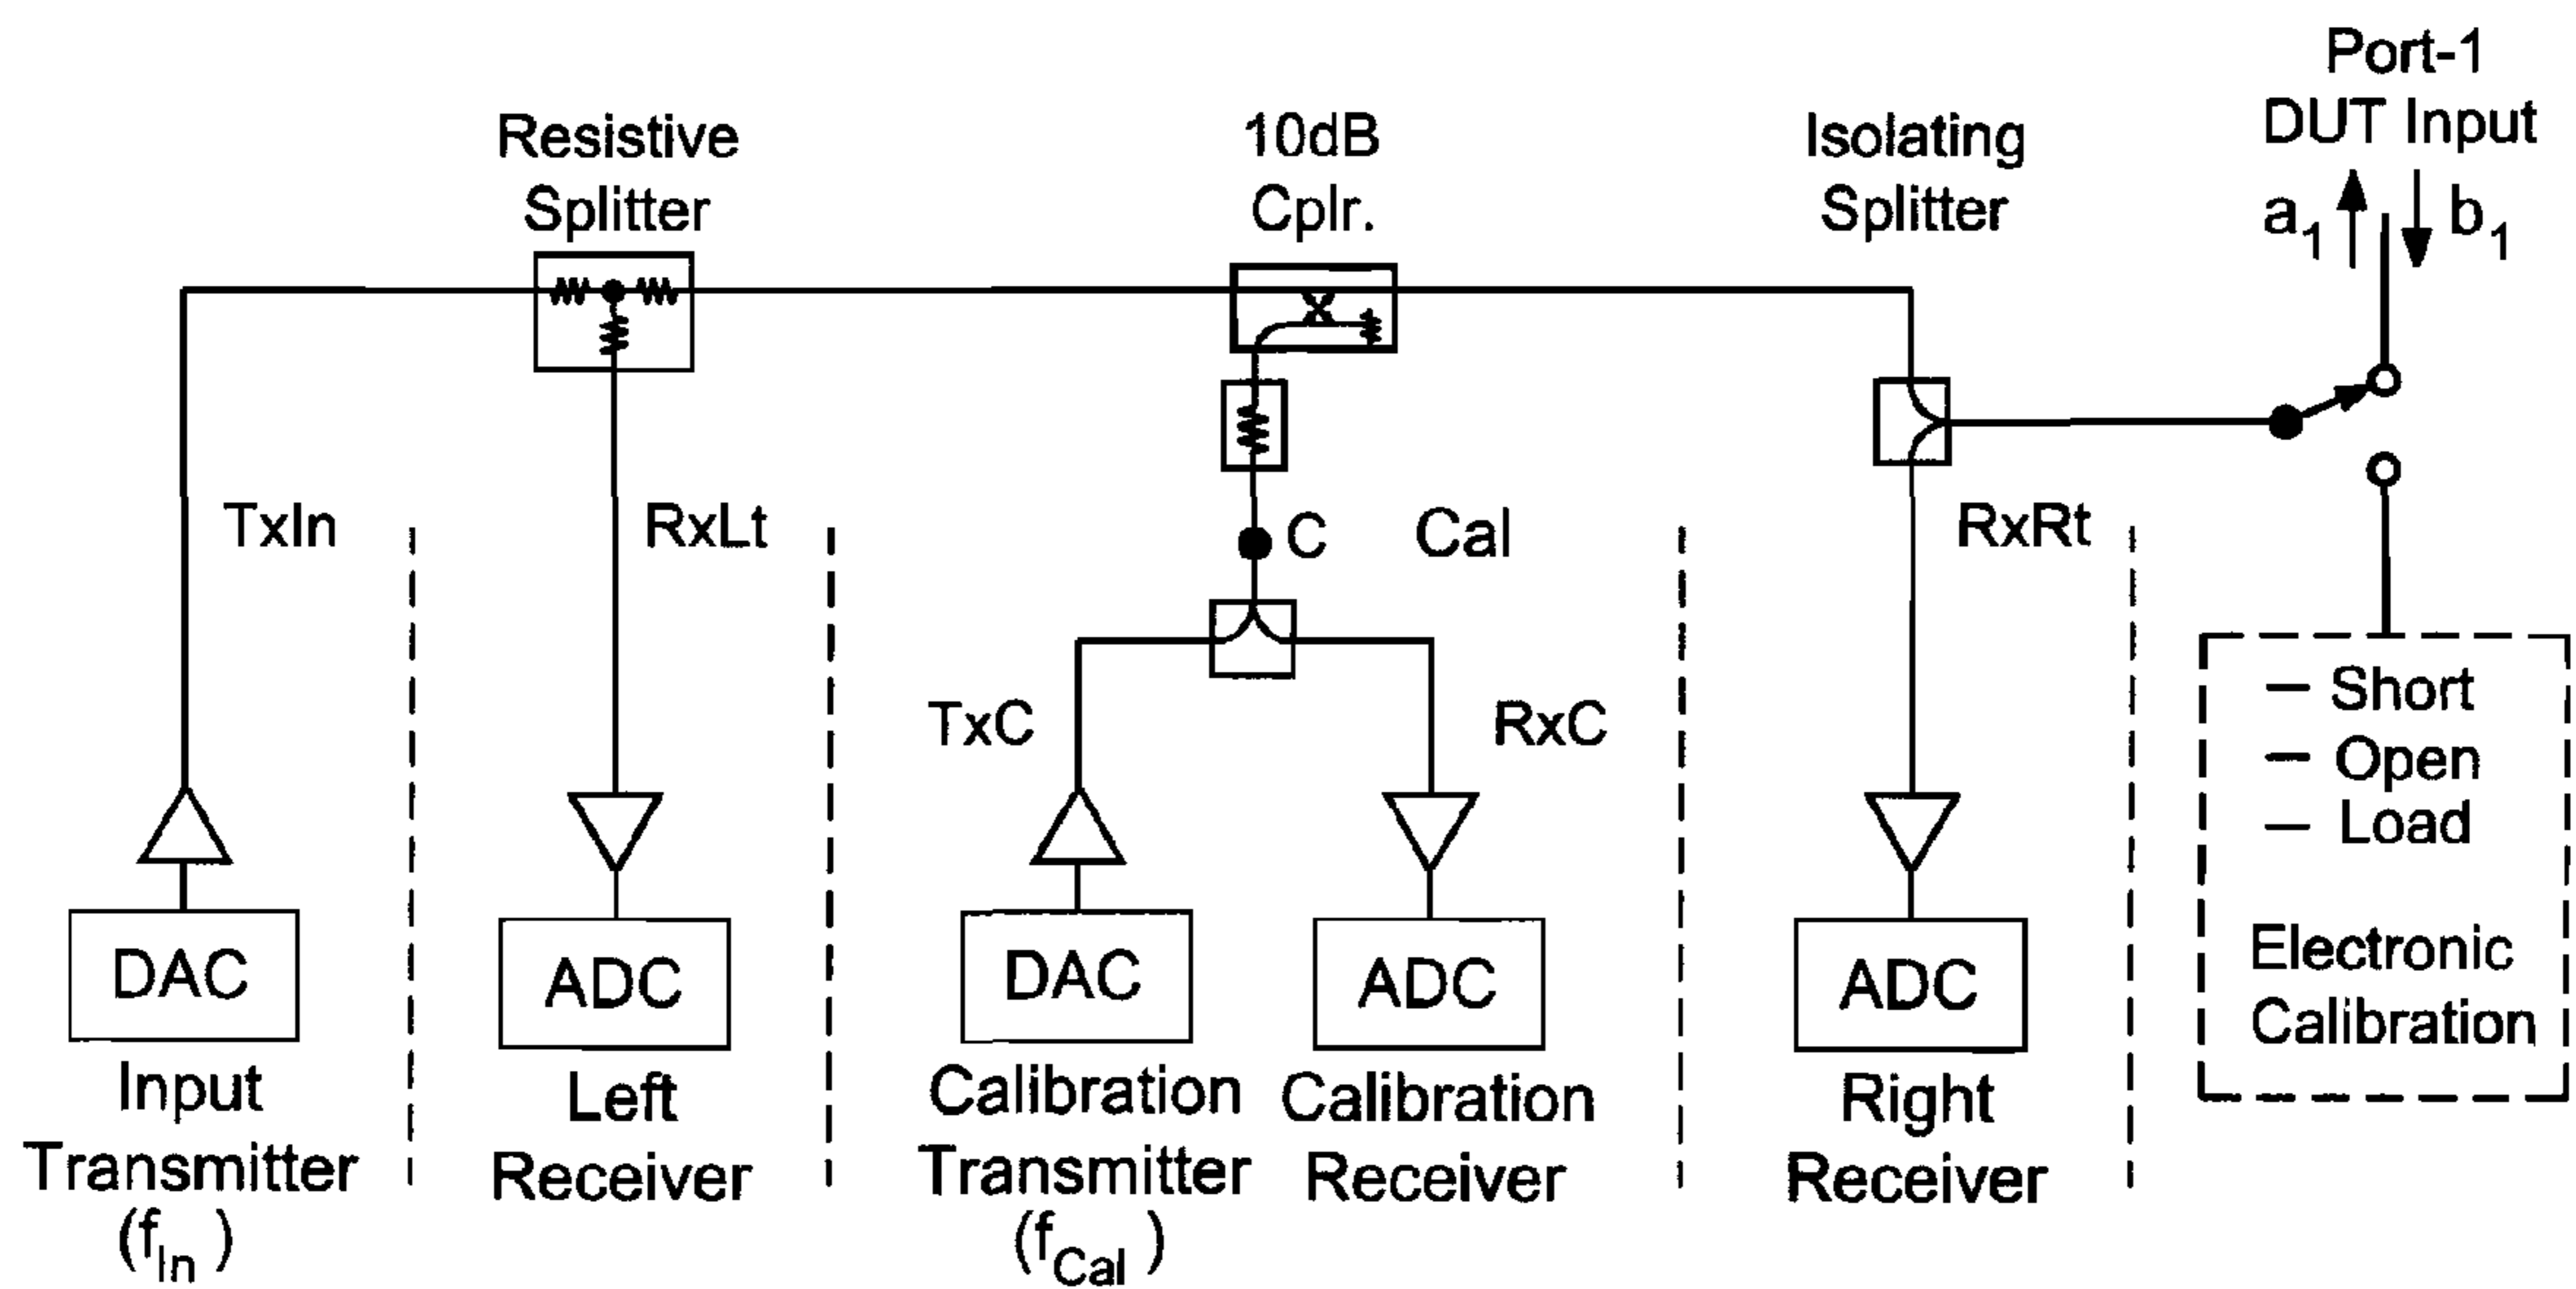 Port-1
DUT Input
a1 b1
Resistive
Splitter
10dB
Cplr.
Isolating
Splitter
TxIn
RxLt
C
Cal
RxRt
TxC
RxC
Short
Open
Load
Electronic
Calibration
DAC
ADC
DAC
ADC
ADC
Input
Transmitter
(fIn)
Left
Receiver
Calibration
Transmitter
(fCal)
Calibration
Receiver
Right
Receiver